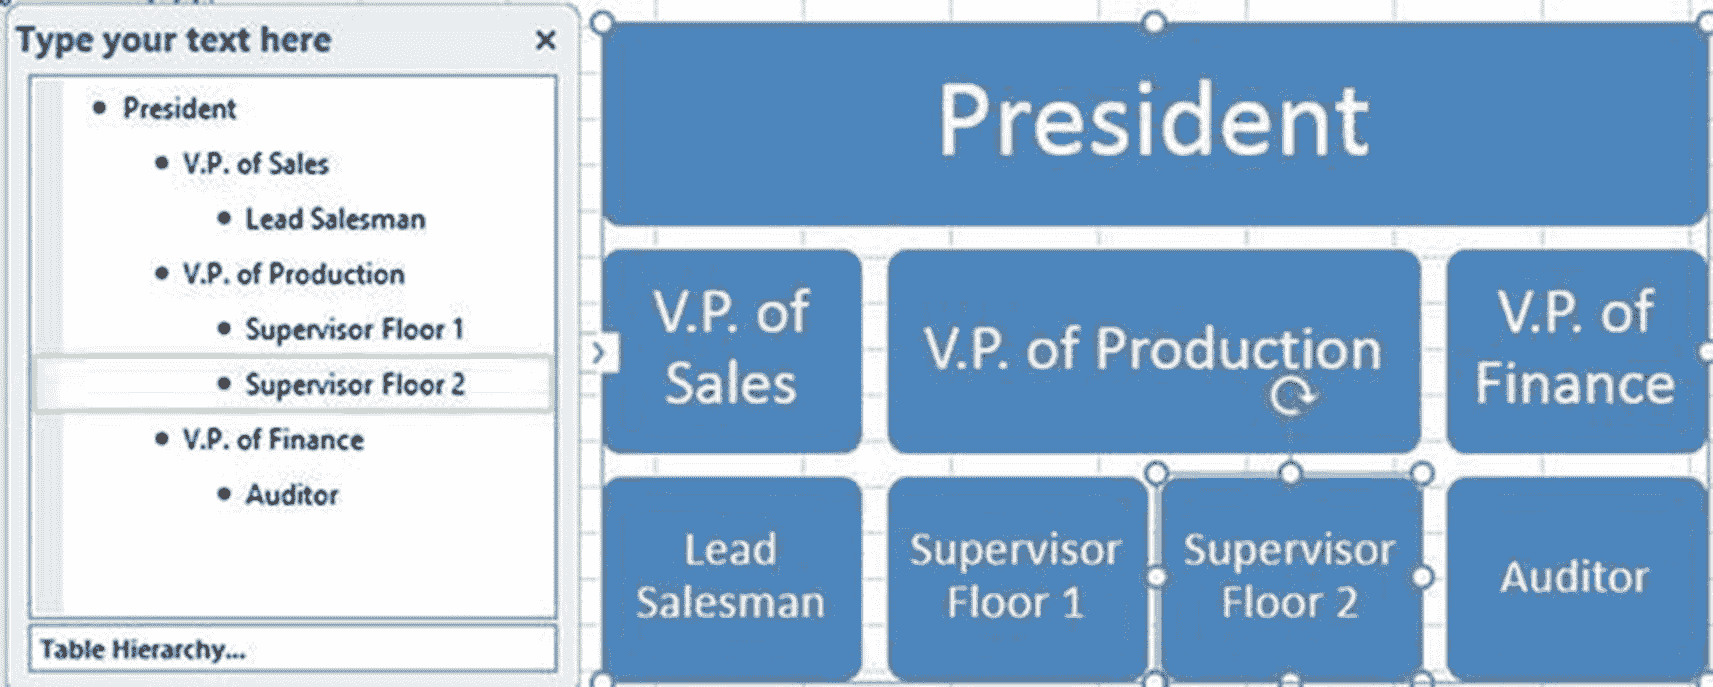 Type your text here
• President
• V.P. of Sales
• Lead Salesman
• V.P. of Production
• Supervisor Floor 1
• Supervisor Floor 2
• V.P. of Finance
• Auditor
Table Hierarchy...
President
V.P. of
Sales
V.P. of Production
V.P. of
Finance
Lead
Salesman
Supervisor
Floor 1
Supervisor
Floor 2
Auditor